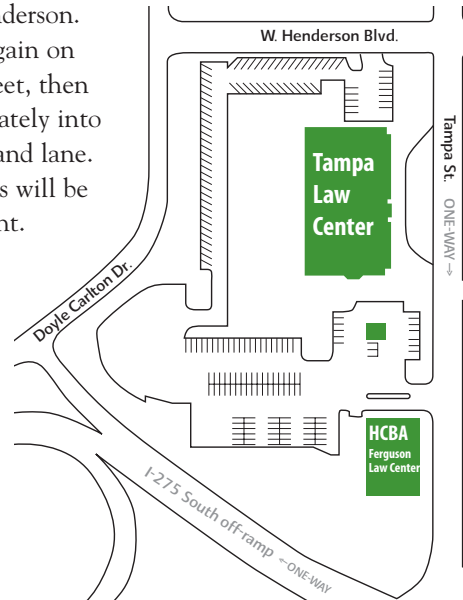 nderson.
gain on
eet, then
ately into
and lane.
s will be
nt.
W. Henderson Blvd.
Tampa
Law
Center
Tampa St. ONE-WAY →
Doyle Carlton Dr.
HCBA
Ferguson
Law Center
I-275 South off-ramp ←ONE-WAY